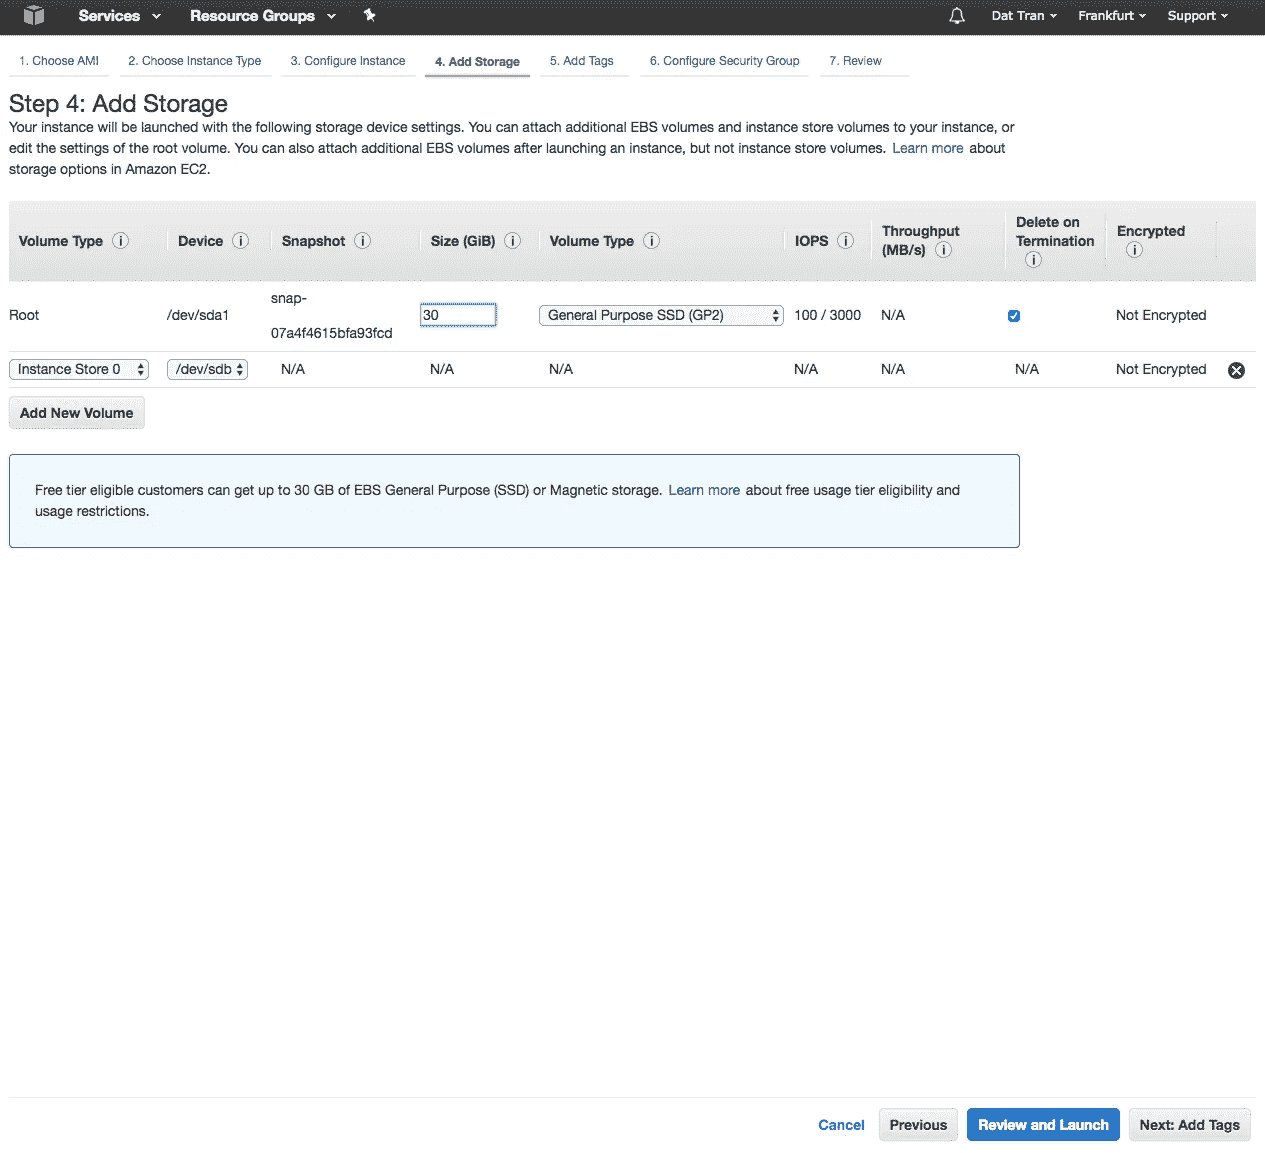 Services Resource Groups Dat Tran Frankfurt Support
1. Choose AMI 2. Choose Instance Type 3. Configure Instance 4. Add Storage 5. Add Tags 6. Configure Security Group 7. Review
Step 4: Add Storage
Your instance will be launched with the following storage device settings. You can attach additional EBS volumes and instance store volumes to your instance, or
edit the settings of the root volume. You can also attach additional EBS volumes after launching an instance, but not instance store volumes. Learn more about
storage options in Amazon EC2.
Volume Type i Device i Snapshot i Size (GiB) i Volume Type i IOPS i Throughput (MB/s) i Delete on Termination i Encrypted i
Root /dev/sda1 snap-07a4f4615bfa93fcd 30 General Purpose SSD (GP2) 100 / 3000 N/A Not Encrypted
Instance Store 0 /dev/sdb N/A N/A N/A N/A N/A N/A Not Encrypted
Add New Volume
Free tier eligible customers can get up to 30 GB of EBS General Purpose (SSD) or Magnetic storage. Learn more about free usage tier eligibility and
usage restrictions.
Cancel Previous Review and Launch Next: Add Tags